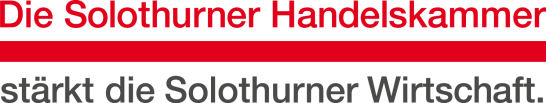 Die Solothurner Handelskammer
stärkt die Solothurner Wirtschaft.